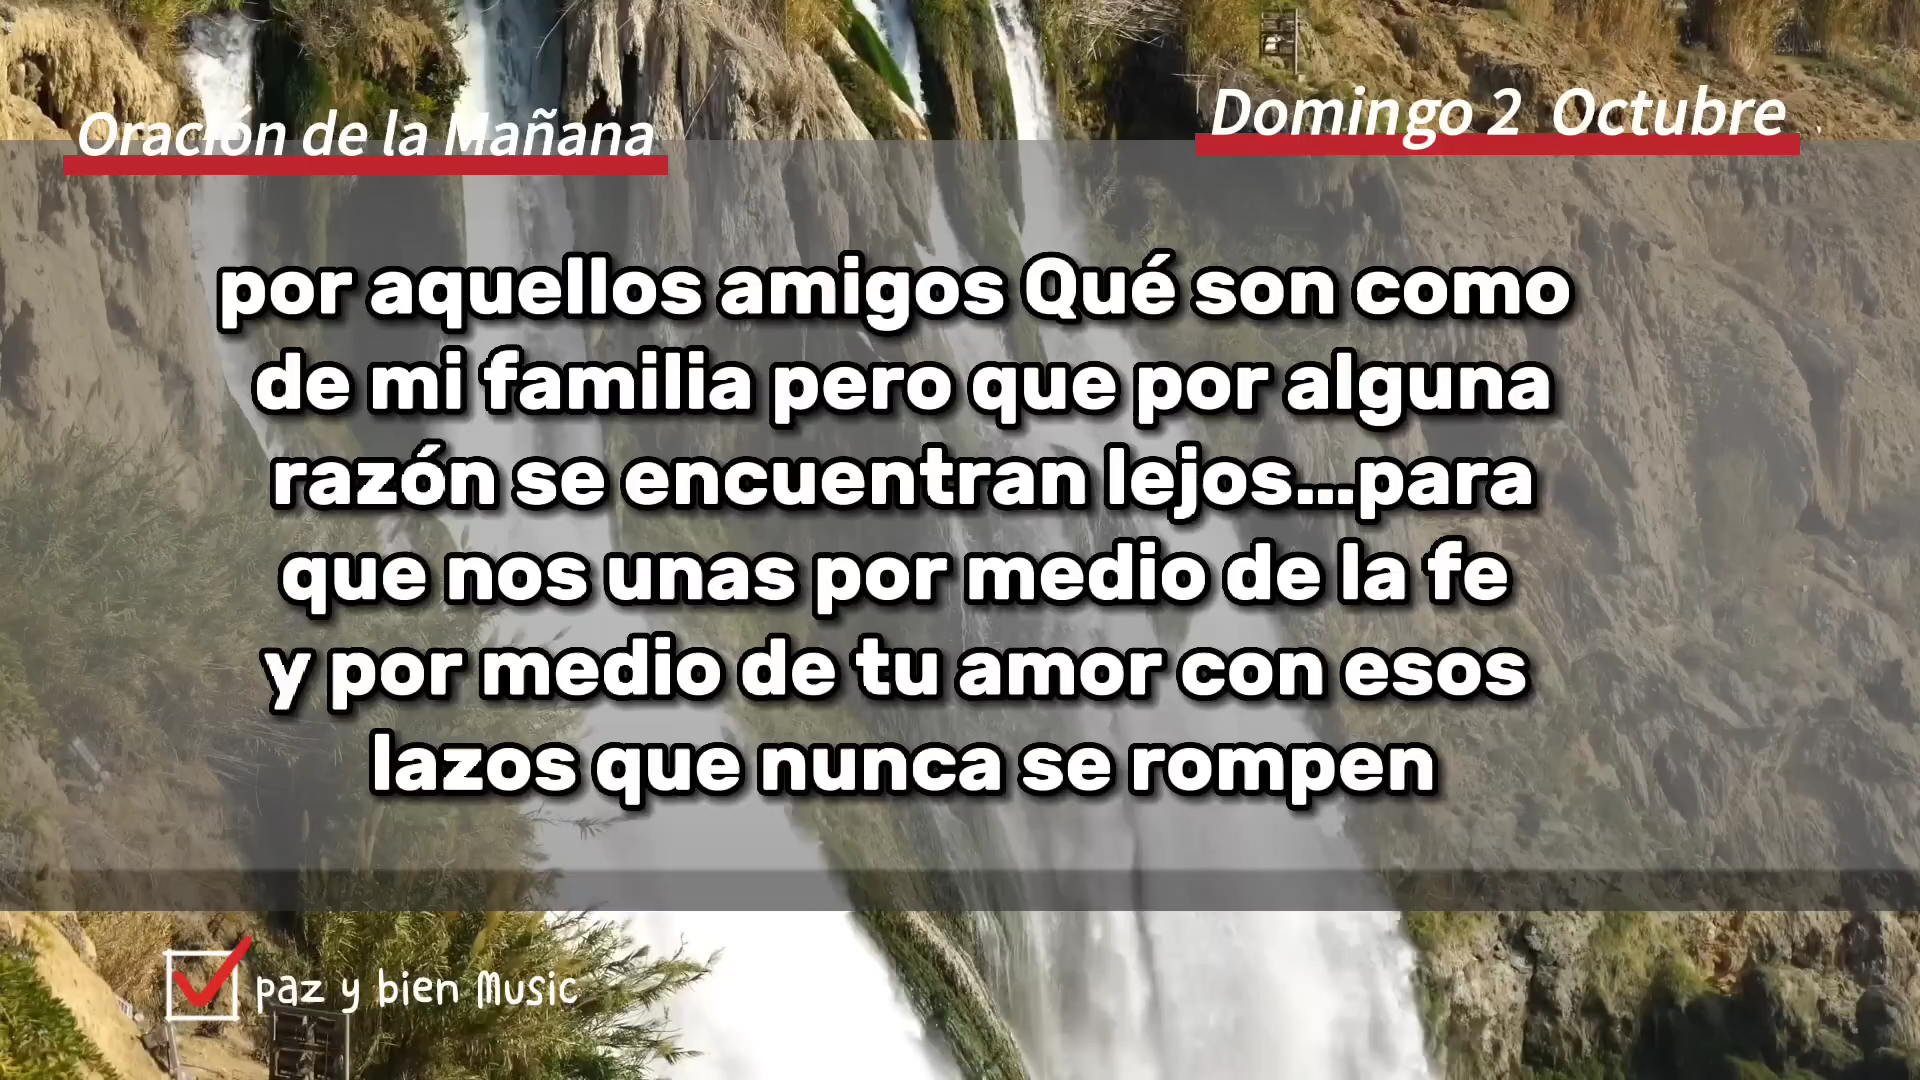 Oración de la Mañana
Domingo 2 Octubre
por aquellos amigos Qué son como
de mi familia pero que por alguna
razón se encuentran lejos...para
que nos unas por medio de la fe
y por medio de tu amor con esos
lazos que nunca se rompen
paz y bien Music